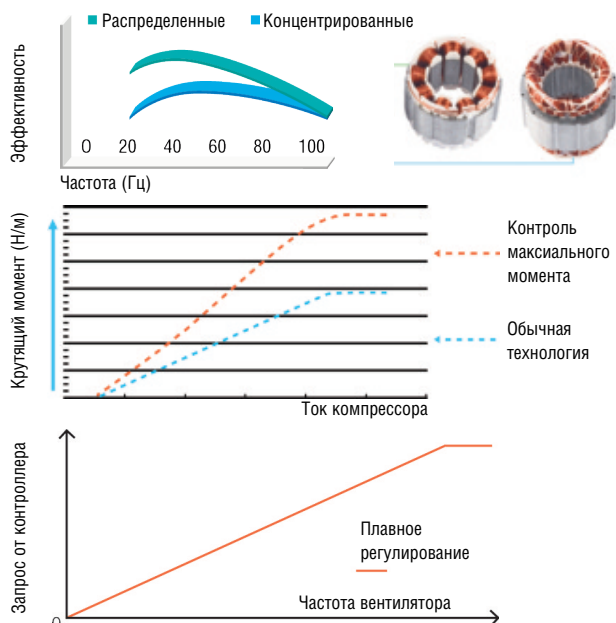 Распределенные Концентрированные
Эффективность
0 20 40 60 80 100
Частота (Гц)
Крутящий момент (Н/м)
Контроль
максиального
момента
Обычная
технология
Ток компрессора
Запрос от контроллера
Плавное
регулирование
Частота вентилятора
0